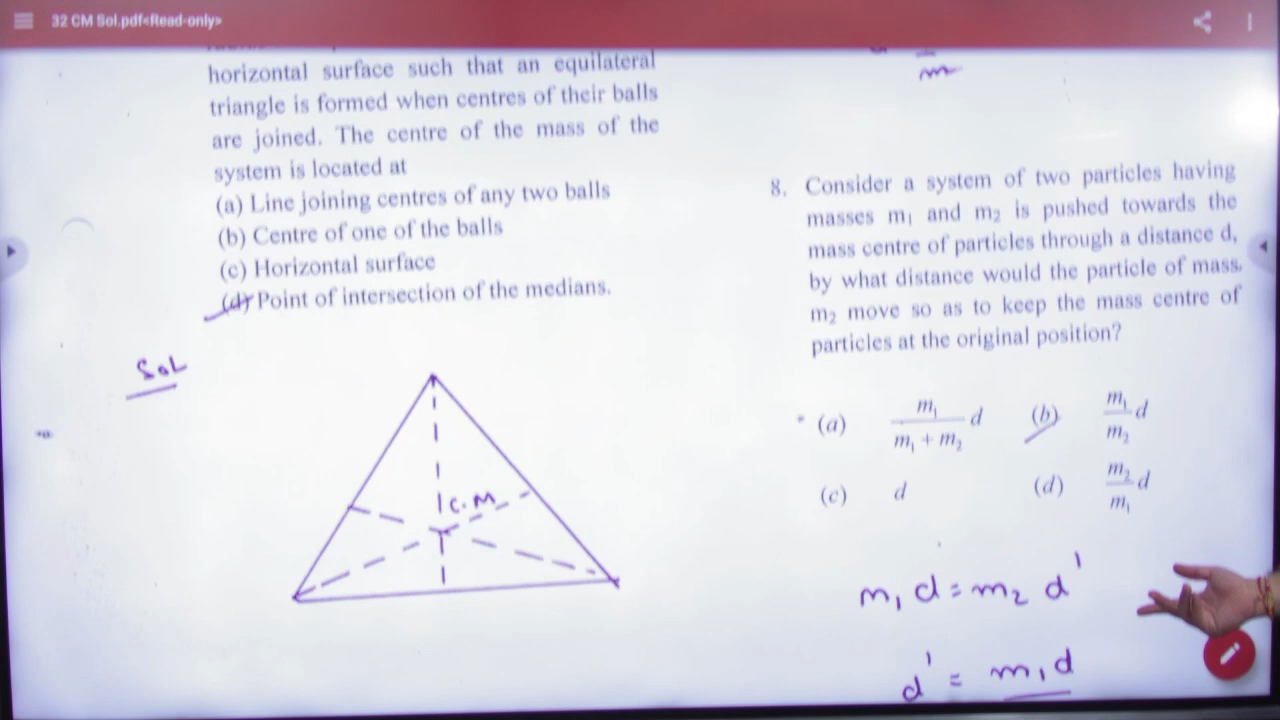 32 CM Sol.pdf<Read-only>
horizontal surface such that an equilateral
triangle is formed when centres of their balls
are joined. The centre of the mass of the
system is located at
(a) Line joining centres of any two balls
(b) Centre of one of the balls
(c) Horizontal surface
(d) Point of intersection of the medians.
SOL
C.M
m
8. Consider a system of two particles having
masses m₁ and m₂ is pushed towards the
mass centre of particles through a distance d,
by what distance would the particle of mass
m₂ move so as to keep the mass centre of
particles at the original position?
(a) m₁/(m₁ + m₂) d (b) m₁/m₂ d
(c) d (d) m₂/m₁ d
m₁ d = m₂ d'
d' = m₁d